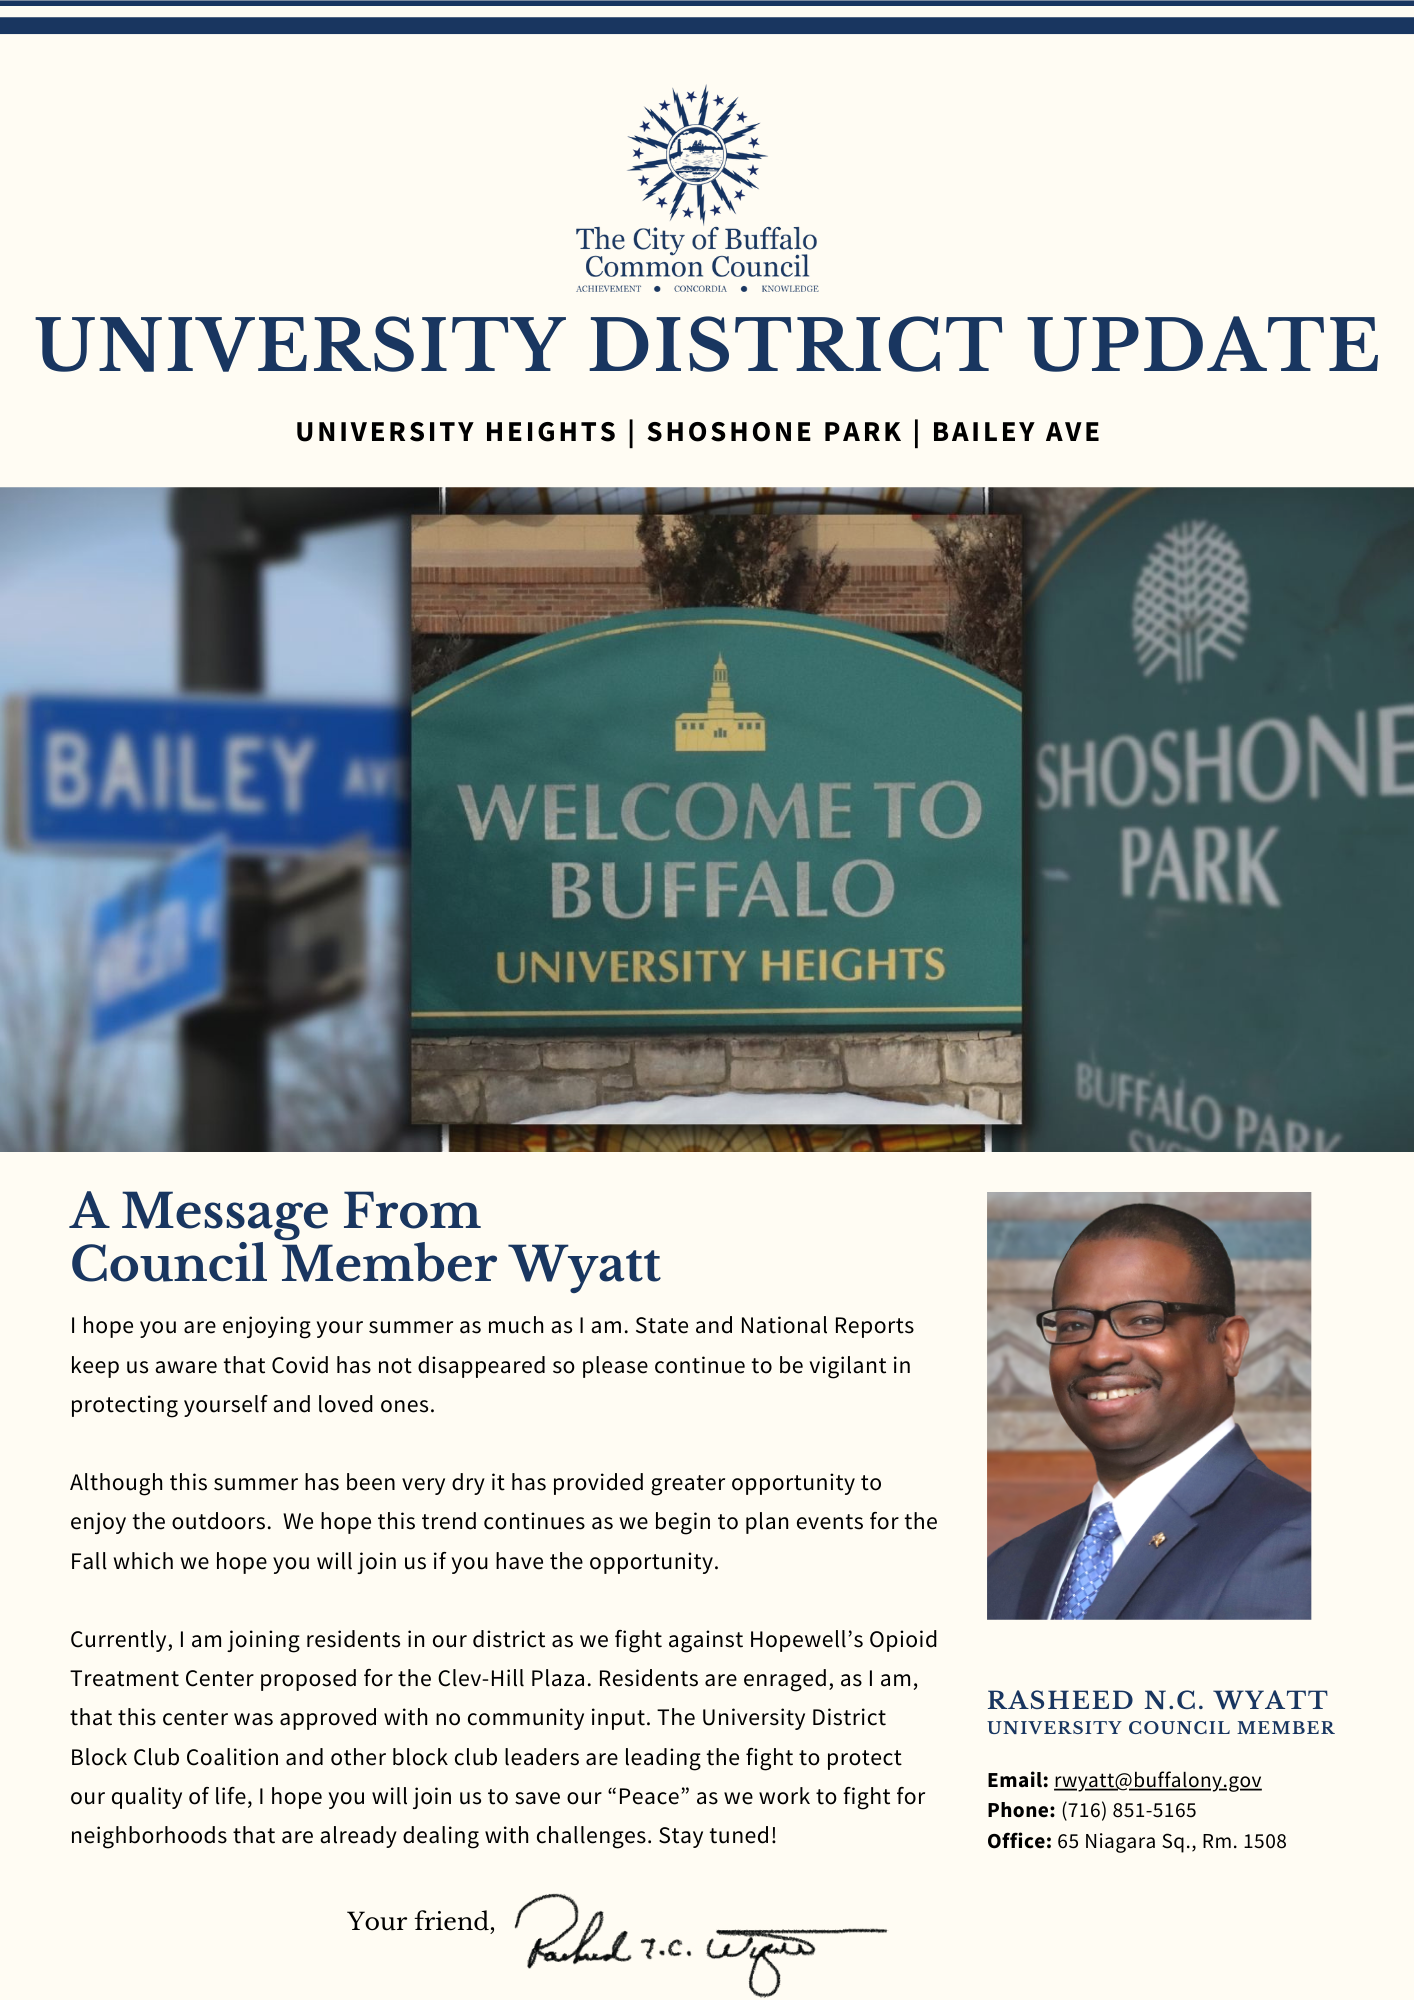 The City of Buffalo
Common Council
ACHIEVEMENT ● CONCORDIA ● KNOWLEDGE
UNIVERSITY DISTRICT UPDATE
UNIVERSITY HEIGHTS | SHOSHONE PARK | BAILEY AVE
BAILEY AVE
WELCOME TO
BUFFALO
UNIVERSITY HEIGHTS
SHOSHONE
PARK
BUFFALO PARK
A Message From
Council Member Wyatt
I hope you are enjoying your summer as much as I am. State and National Reports
keep us aware that Covid has not disappeared so please continue to be vigilant in
protecting yourself and loved ones.
Although this summer has been very dry it has provided greater opportunity to
enjoy the outdoors.  We hope this trend continues as we begin to plan events for the
Fall which we hope you will join us if you have the opportunity.
Currently, I am joining residents in our district as we fight against Hopewell’s Opioid
Treatment Center proposed for the Clev-Hill Plaza. Residents are enraged, as I am,
that this center was approved with no community input. The University District
Block Club Coalition and other block club leaders are leading the fight to protect
our quality of life, I hope you will join us to save our “Peace” as we work to fight for
neighborhoods that are already dealing with challenges. Stay tuned!
Your friend,
RASHEED N.C. WYATT
UNIVERSITY COUNCIL MEMBER
Email: rwyatt@buffalony.gov
Phone: (716) 851-5165
Office: 65 Niagara Sq., Rm. 1508